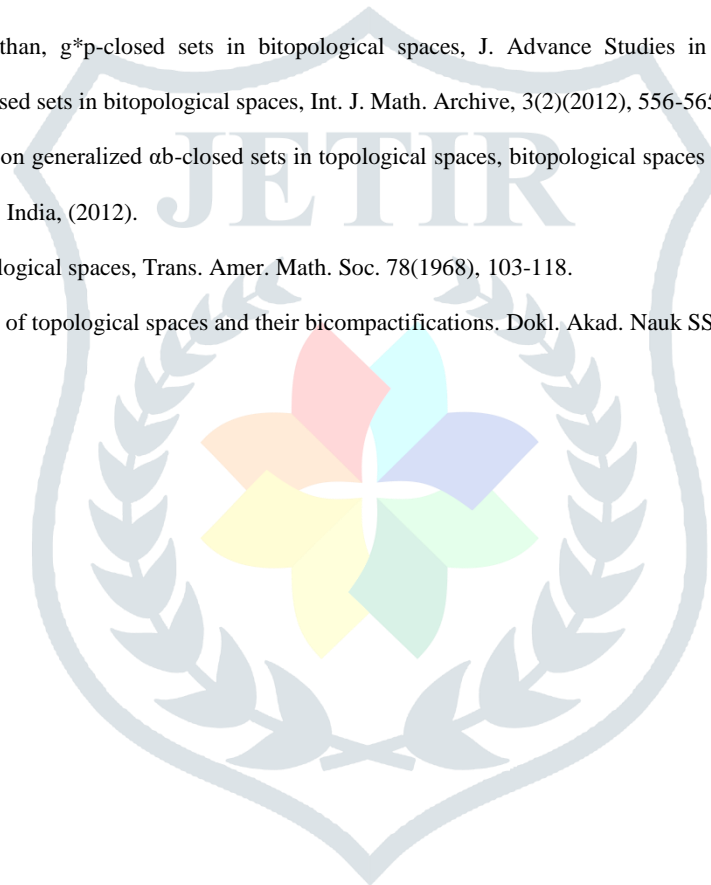 than, g*p-closed sets in bitopological spaces, J. Advance Studies in
sed sets in bitopological spaces, Int. J. Math. Archive, 3(2)(2012), 556-565
on generalized αb-closed sets in topological spaces, bitopological spaces
JETIR
India, (2012).
logical spaces, Trans. Amer. Math. Soc. 78(1968), 103-118.
of topological spaces and their bicompactifications. Dokl. Akad. Nauk SS